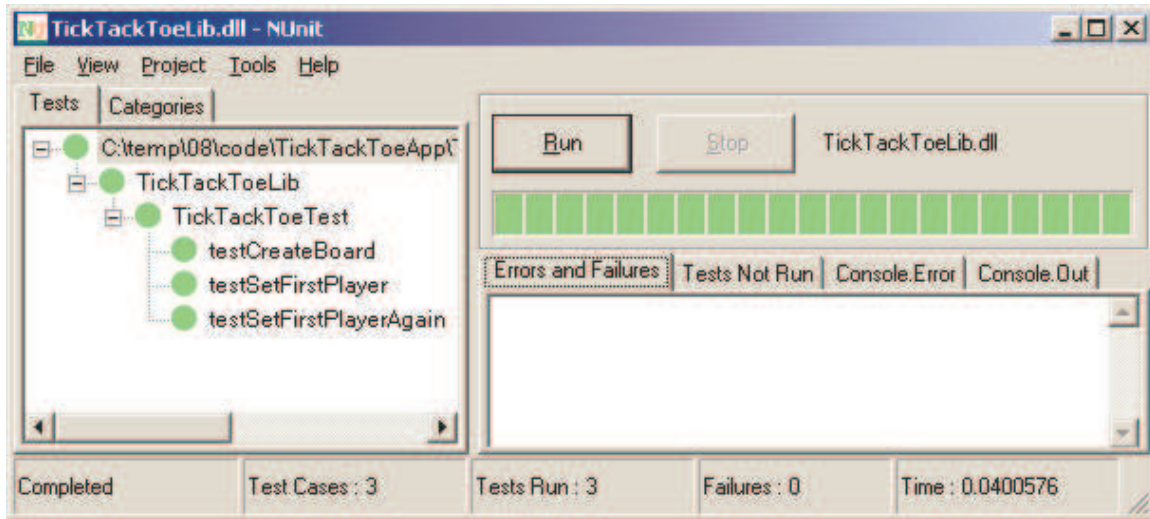 TickTackToeLib.dll - NUnit
File View Project Tools Help
Tests Categories
C:\temp\08\code\TickTackToeApp\T
TickTackToeLib
TickTackToeTest
testCreateBoard
testSetFirstPlayer
testSetFirstPlayerAgain
Run Stop TickTackToeLib.dll
Errors and Failures Tests Not Run Console.Error Console.Out
Completed Test Cases : 3 Tests Run : 3 Failures : 0 Time : 0.0400576